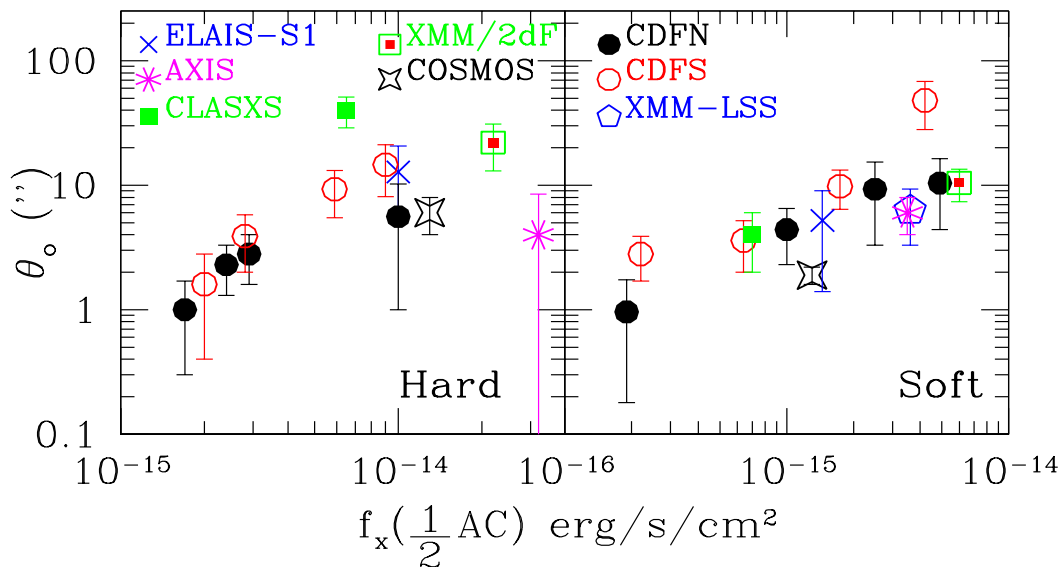 ELAIS-S1
XMM/2dF
CDFN
AXIS
COSMOS
CDFS
CLASXS
XMM-LSS
100
10
1
0.1
θₒ (’’)
Hard
Soft
10⁻¹⁵
10⁻¹⁴
10⁻¹⁶
10⁻¹⁵
10⁻¹⁴
fₓ(1/2 AC) erg/s/cm²